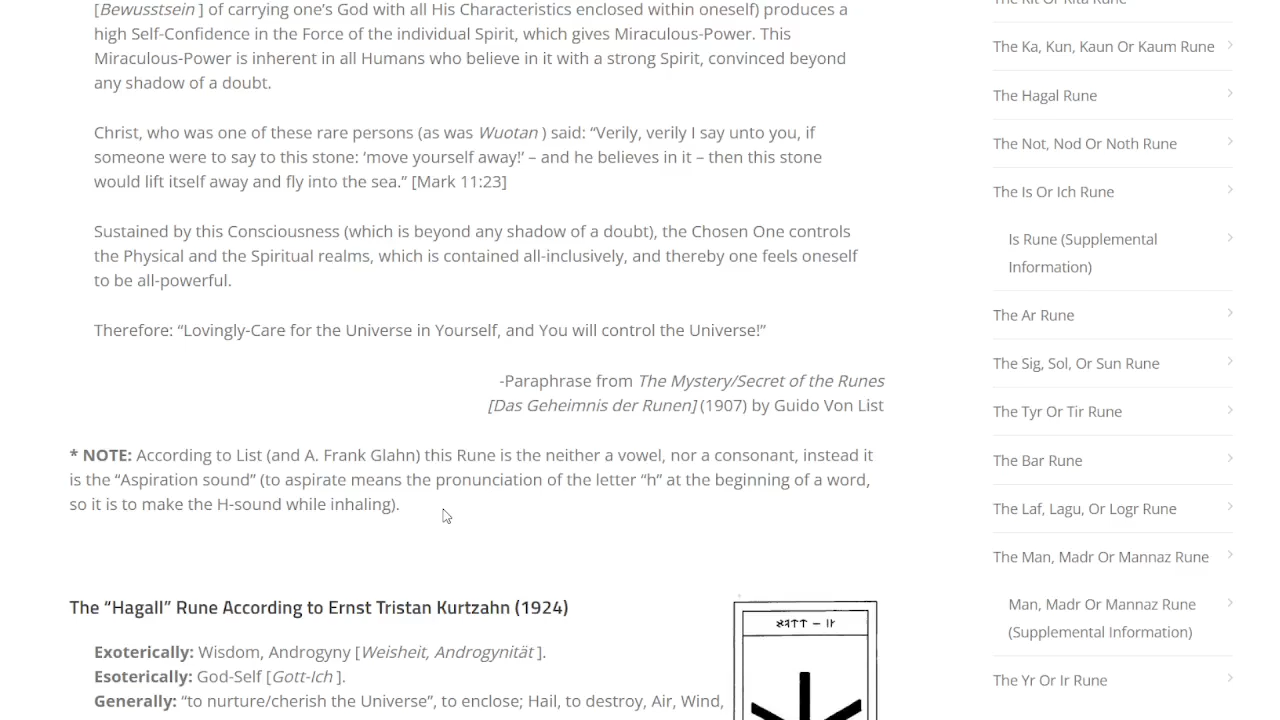 [Bewusstsein ] of carrying one’s God with all His Characteristics enclosed within oneself) produces a
high Self-Confidence in the Force of the individual Spirit, which gives Miraculous-Power. This
Miraculous-Power is inherent in all Humans who believe in it with a strong Spirit, convinced beyond
any shadow of a doubt.
Christ, who was one of these rare persons (as was Wuotan ) said: “Verily, verily I say unto you, if
someone were to say to this stone: ‘move yourself away!’ – and he believes in it – then this stone
would lift itself away and fly into the sea.” [Mark 11:23]
Sustained by this Consciousness (which is beyond any shadow of a doubt), the Chosen One controls
the Physical and the Spiritual realms, which is contained all-inclusively, and thereby one feels oneself
to be all-powerful.
Therefore: “Lovingly-Care for the Universe in Yourself, and You will control the Universe!”
-Paraphrase from The Mystery/Secret of the Runes
[Das Geheimnis der Runen] (1907) by Guido Von List
* NOTE: According to List (and A. Frank Glahn) this Rune is the neither a vowel, nor a consonant, instead it
is the “Aspiration sound” (to aspirate means the pronunciation of the letter “h” at the beginning of a word,
so it is to make the H-sound while inhaling).
The “Hagall” Rune According to Ernst Tristan Kurtzahn (1924)
Exoterically: Wisdom, Androgyny [Weisheit, Androgynität ].
Esoterically: God-Self [Gott-Ich ].
Generally: “to nurture/cherish the Universe”, to enclose; Hail, to destroy, Air, Wind,
The Rit Or Rita Rune
The Ka, Kun, Kaun Or Kaum Rune
The Hagal Rune
The Not, Nod Or Noth Rune
The Is Or Ich Rune
Is Rune (Supplemental
Information)
The Ar Rune
The Sig, Sol, Or Sun Rune
The Tyr Or Tir Rune
The Bar Rune
The Laf, Lagu, Or Logr Rune
The Man, Madr Or Mannaz Rune
Man, Madr Or Mannaz Rune
(Supplemental Information)
The Yr Or Ir Rune